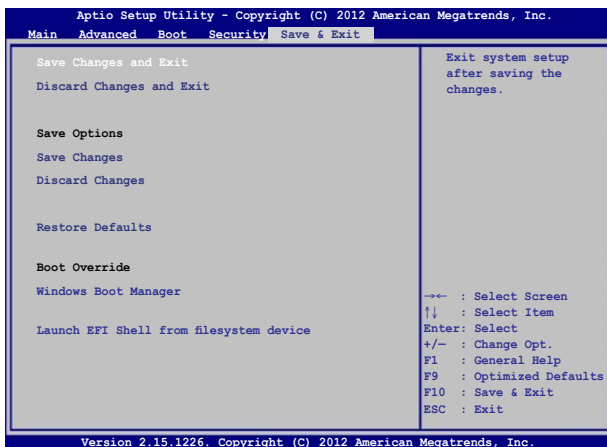 Aptio Setup Utility - Copyright (C) 2012 American Megatrends, Inc.
Main Advanced Boot Security Save & Exit
Save Changes and Exit
Discard Changes and Exit
Save Options
Save Changes
Discard Changes
Restore Defaults
Boot Override
Windows Boot Manager
Launch EFI Shell from filesystem device
Exit system setup
after saving the
changes.
→← : Select Screen
↑↓ : Select Item
Enter: Select
+/— : Change Opt.
F1 : General Help
F9 : Optimized Defaults
F10 : Save & Exit
ESC : Exit
Version 2.15.1226. Copyright (C) 2012 American Megatrends, Inc.